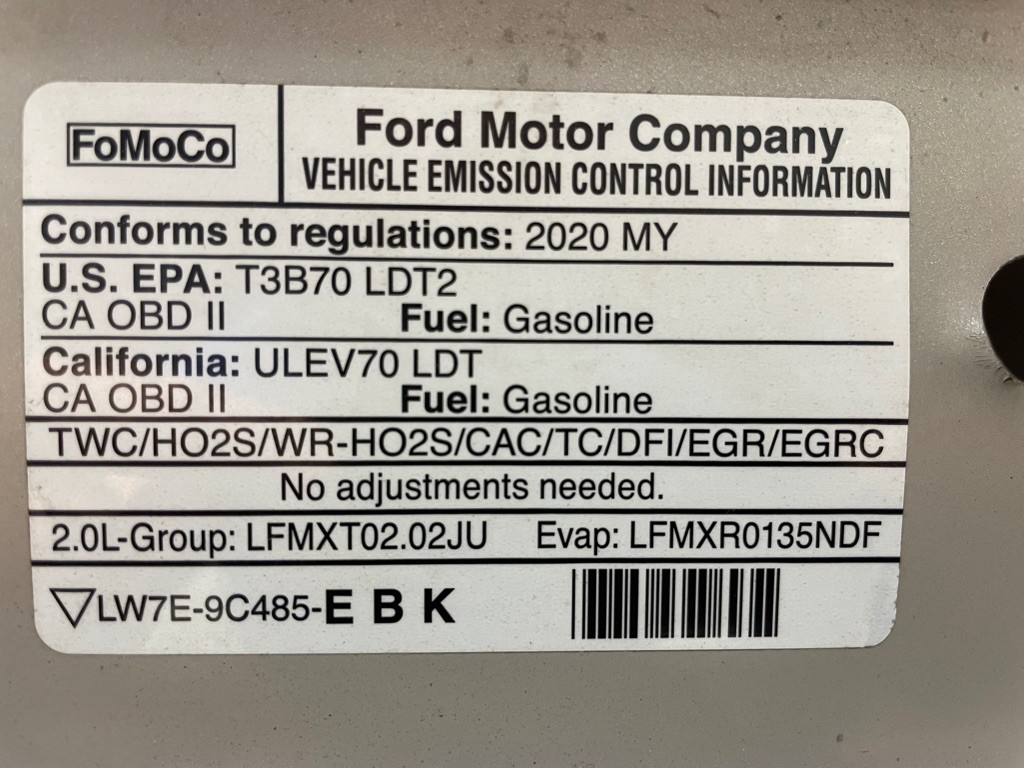 FoMoCo
Ford Motor Company
VEHICLE EMISSION CONTROL INFORMATION
Conforms to regulations: 2020 MY
U.S. EPA: T3B70 LDT2
CA OBD II Fuel: Gasoline
California: ULEV70 LDT
CA OBD II Fuel: Gasoline
TWC/HO2S/WR-HO2S/CAC/TC/DFI/EGR/EGRC
No adjustments needed.
2.0L-Group: LFMXT02.02JU Evap: LFMXR0135NDF
▽LW7E-9C485-E B K